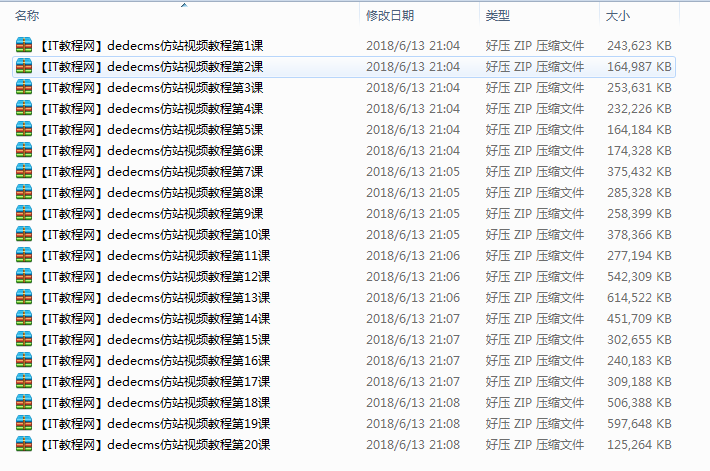 名称 修改日期 类型 大小
【IT教程网】dedecms仿站视频教程第1课 2018/6/13 21:04 好压 ZIP 压缩文件 243,623 KB
【IT教程网】dedecms仿站视频教程第2课 2018/6/13 21:04 好压 ZIP 压缩文件 164,987 KB
【IT教程网】dedecms仿站视频教程第3课 2018/6/13 21:04 好压 ZIP 压缩文件 253,631 KB
【IT教程网】dedecms仿站视频教程第4课 2018/6/13 21:04 好压 ZIP 压缩文件 232,226 KB
【IT教程网】dedecms仿站视频教程第5课 2018/6/13 21:04 好压 ZIP 压缩文件 164,184 KB
【IT教程网】dedecms仿站视频教程第6课 2018/6/13 21:04 好压 ZIP 压缩文件 174,328 KB
【IT教程网】dedecms仿站视频教程第7课 2018/6/13 21:05 好压 ZIP 压缩文件 375,432 KB
【IT教程网】dedecms仿站视频教程第8课 2018/6/13 21:05 好压 ZIP 压缩文件 285,328 KB
【IT教程网】dedecms仿站视频教程第9课 2018/6/13 21:05 好压 ZIP 压缩文件 258,399 KB
【IT教程网】dedecms仿站视频教程第10课 2018/6/13 21:05 好压 ZIP 压缩文件 378,366 KB
【IT教程网】dedecms仿站视频教程第11课 2018/6/13 21:06 好压 ZIP 压缩文件 277,194 KB
【IT教程网】dedecms仿站视频教程第12课 2018/6/13 21:06 好压 ZIP 压缩文件 542,309 KB
【IT教程网】dedecms仿站视频教程第13课 2018/6/13 21:06 好压 ZIP 压缩文件 614,522 KB
【IT教程网】dedecms仿站视频教程第14课 2018/6/13 21:07 好压 ZIP 压缩文件 451,709 KB
【IT教程网】dedecms仿站视频教程第15课 2018/6/13 21:07 好压 ZIP 压缩文件 302,655 KB
【IT教程网】dedecms仿站视频教程第16课 2018/6/13 21:07 好压 ZIP 压缩文件 240,183 KB
【IT教程网】dedecms仿站视频教程第17课 2018/6/13 21:07 好压 ZIP 压缩文件 309,188 KB
【IT教程网】dedecms仿站视频教程第18课 2018/6/13 21:08 好压 ZIP 压缩文件 506,388 KB
【IT教程网】dedecms仿站视频教程第19课 2018/6/13 21:08 好压 ZIP 压缩文件 597,648 KB
【IT教程网】dedecms仿站视频教程第20课 2018/6/13 21:08 好压 ZIP 压缩文件 125,264 KB